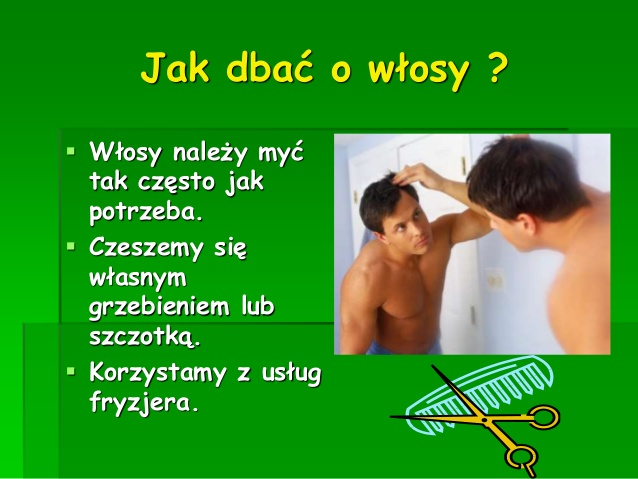 Jak dbać o włosy ?
Włosy należy myć
tak często jak
potrzeba.
Czeszemy się
własnym
grzebieniem lub
szczotką.
Korzystamy z usług
fryzjera.